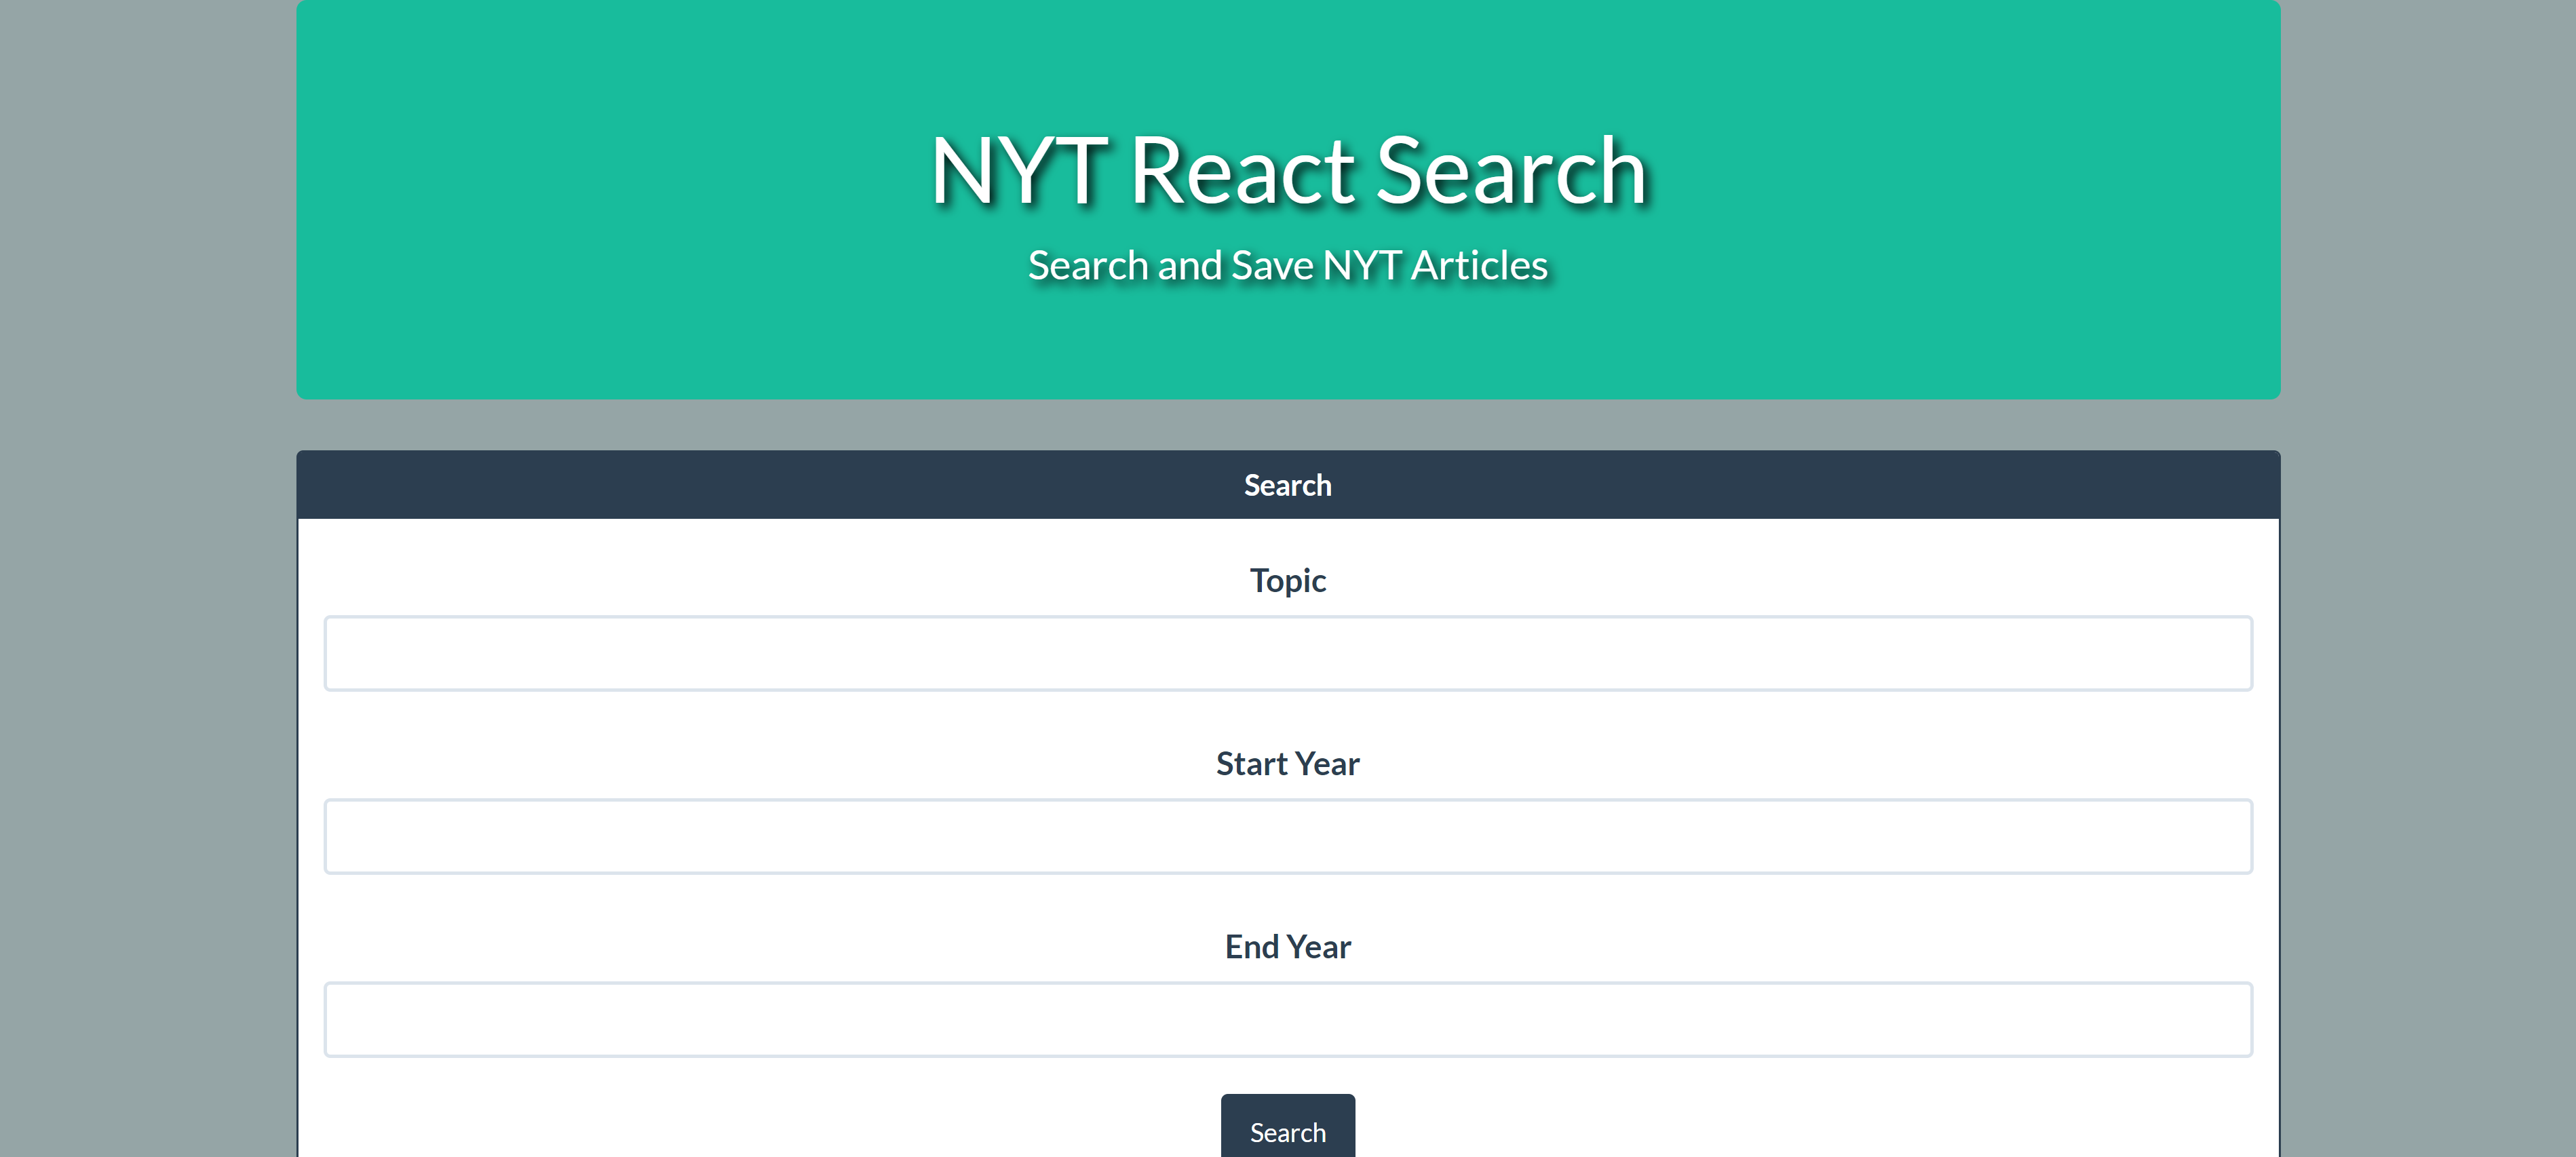 NYT React Search
Search and Save NYT Articles
Search
Topic
Start Year
End Year
Search